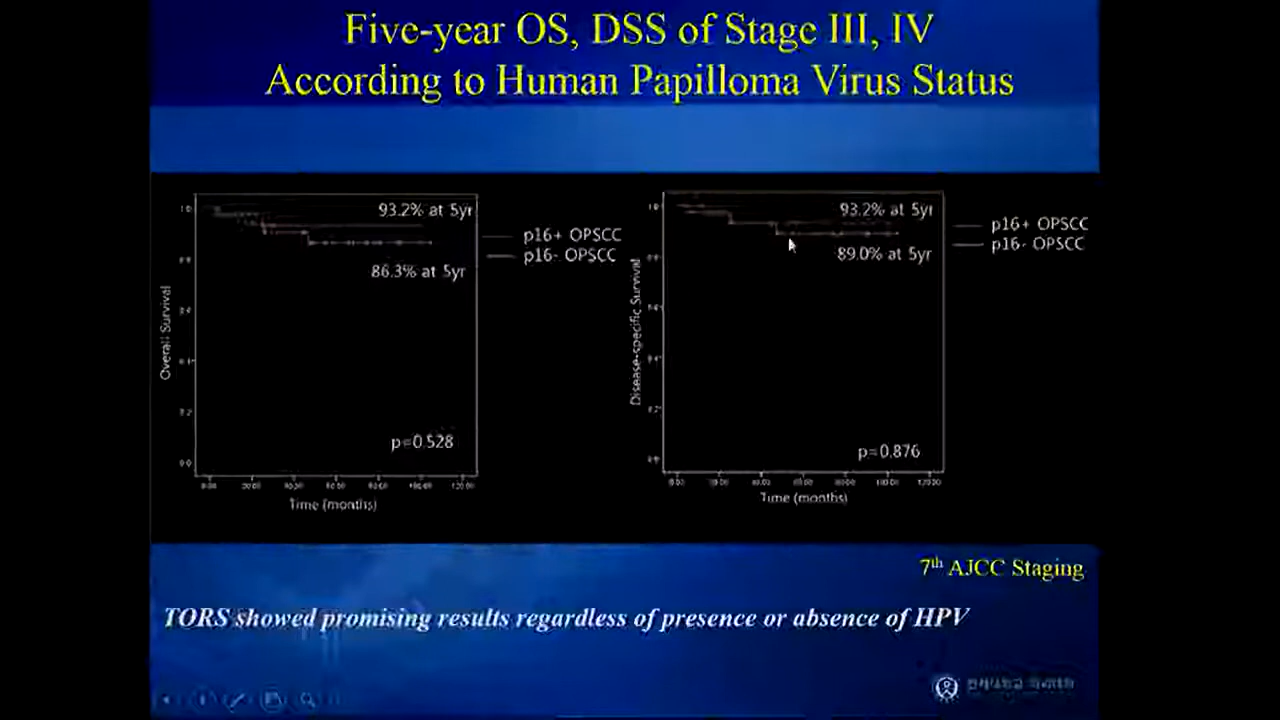 Five-year OS, DSS of Stage III, IV
According to Human Papilloma Virus Status
93.2% at 5yr
p16+ OPSCC
p16- OPSCC
86.3% at 5yr
Overall Survival
p=0.528
Time (months)
93.2% at 5yr
p16+ OPSCC
p16- OPSCC
89.0% at 5yr
Disease-specific Survival
p=0.876
Time (months)
7th AJCC Staging
TORS showed promising results regardless of presence or absence of HPV